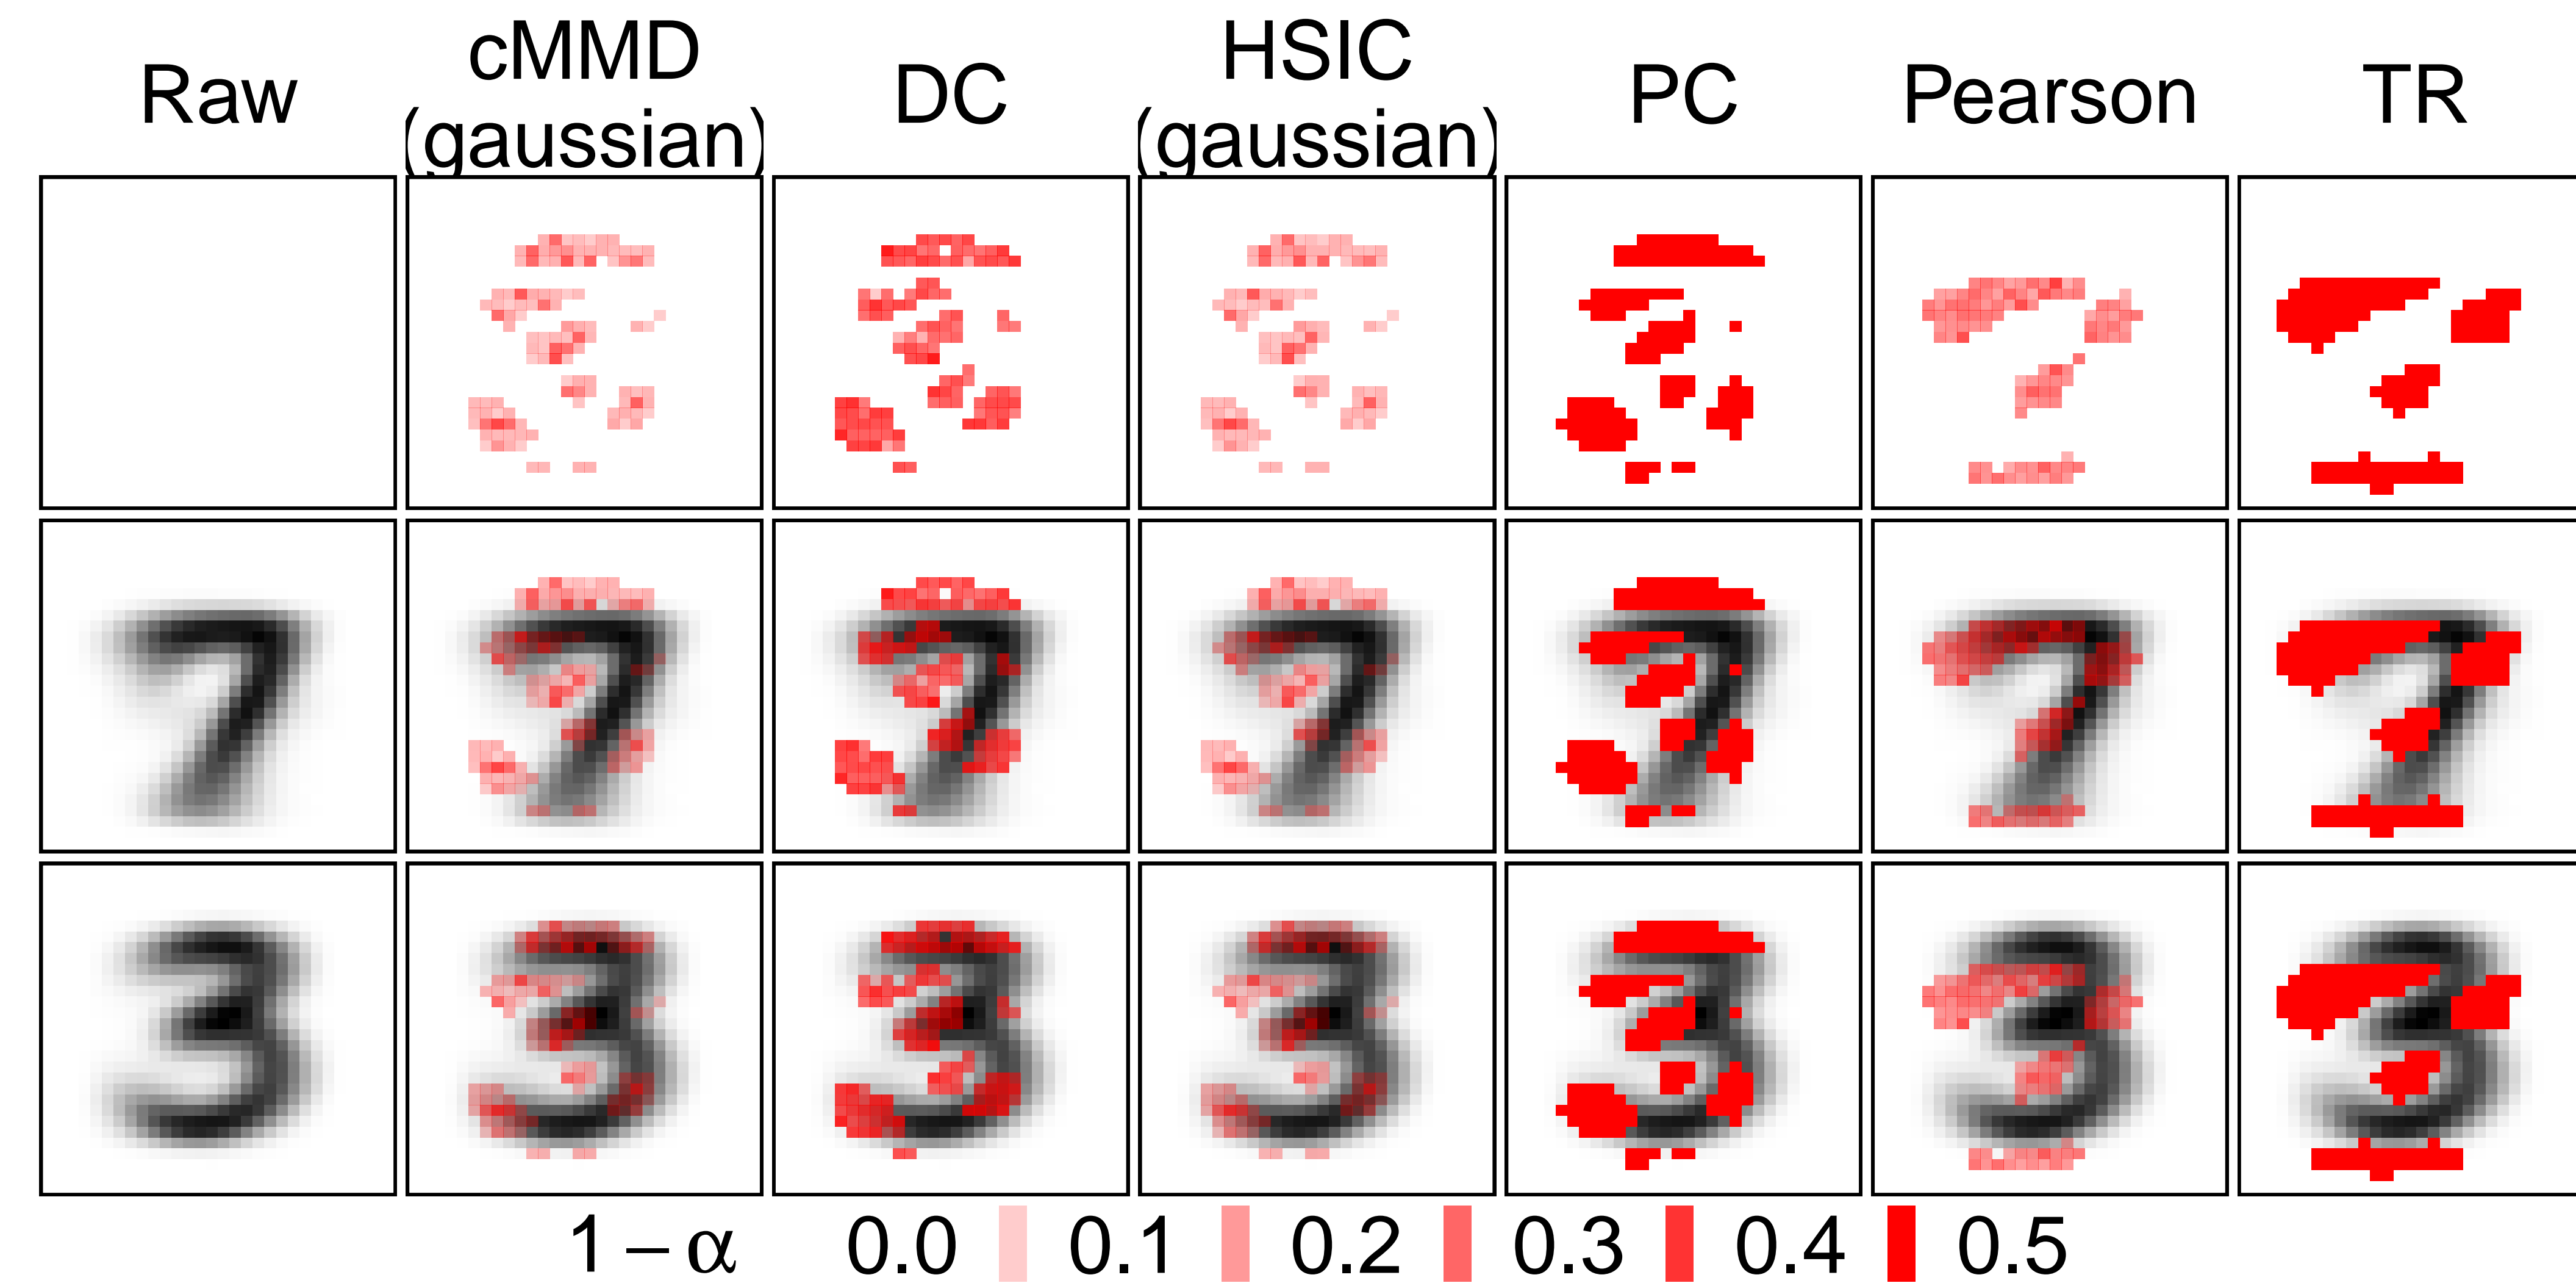 Raw
cMMD
(gaussian)
DC
HSIC
(gaussian)
PC
Pearson
TR
1 − α 0.0 0.1 0.2 0.3 0.4 0.5